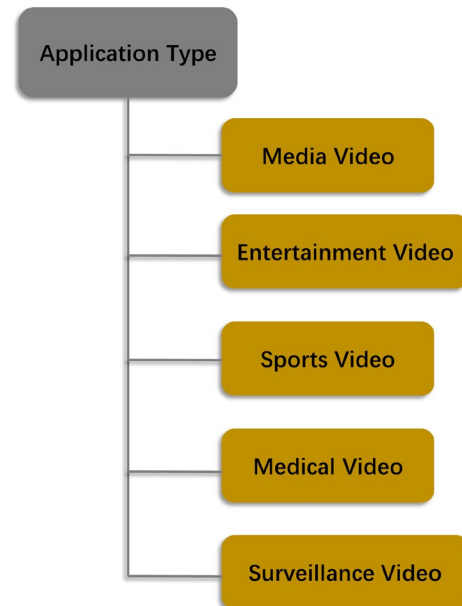 Application Type
Media Video
Entertainment Video
Sports Video
Medical Video
Surveillance Video